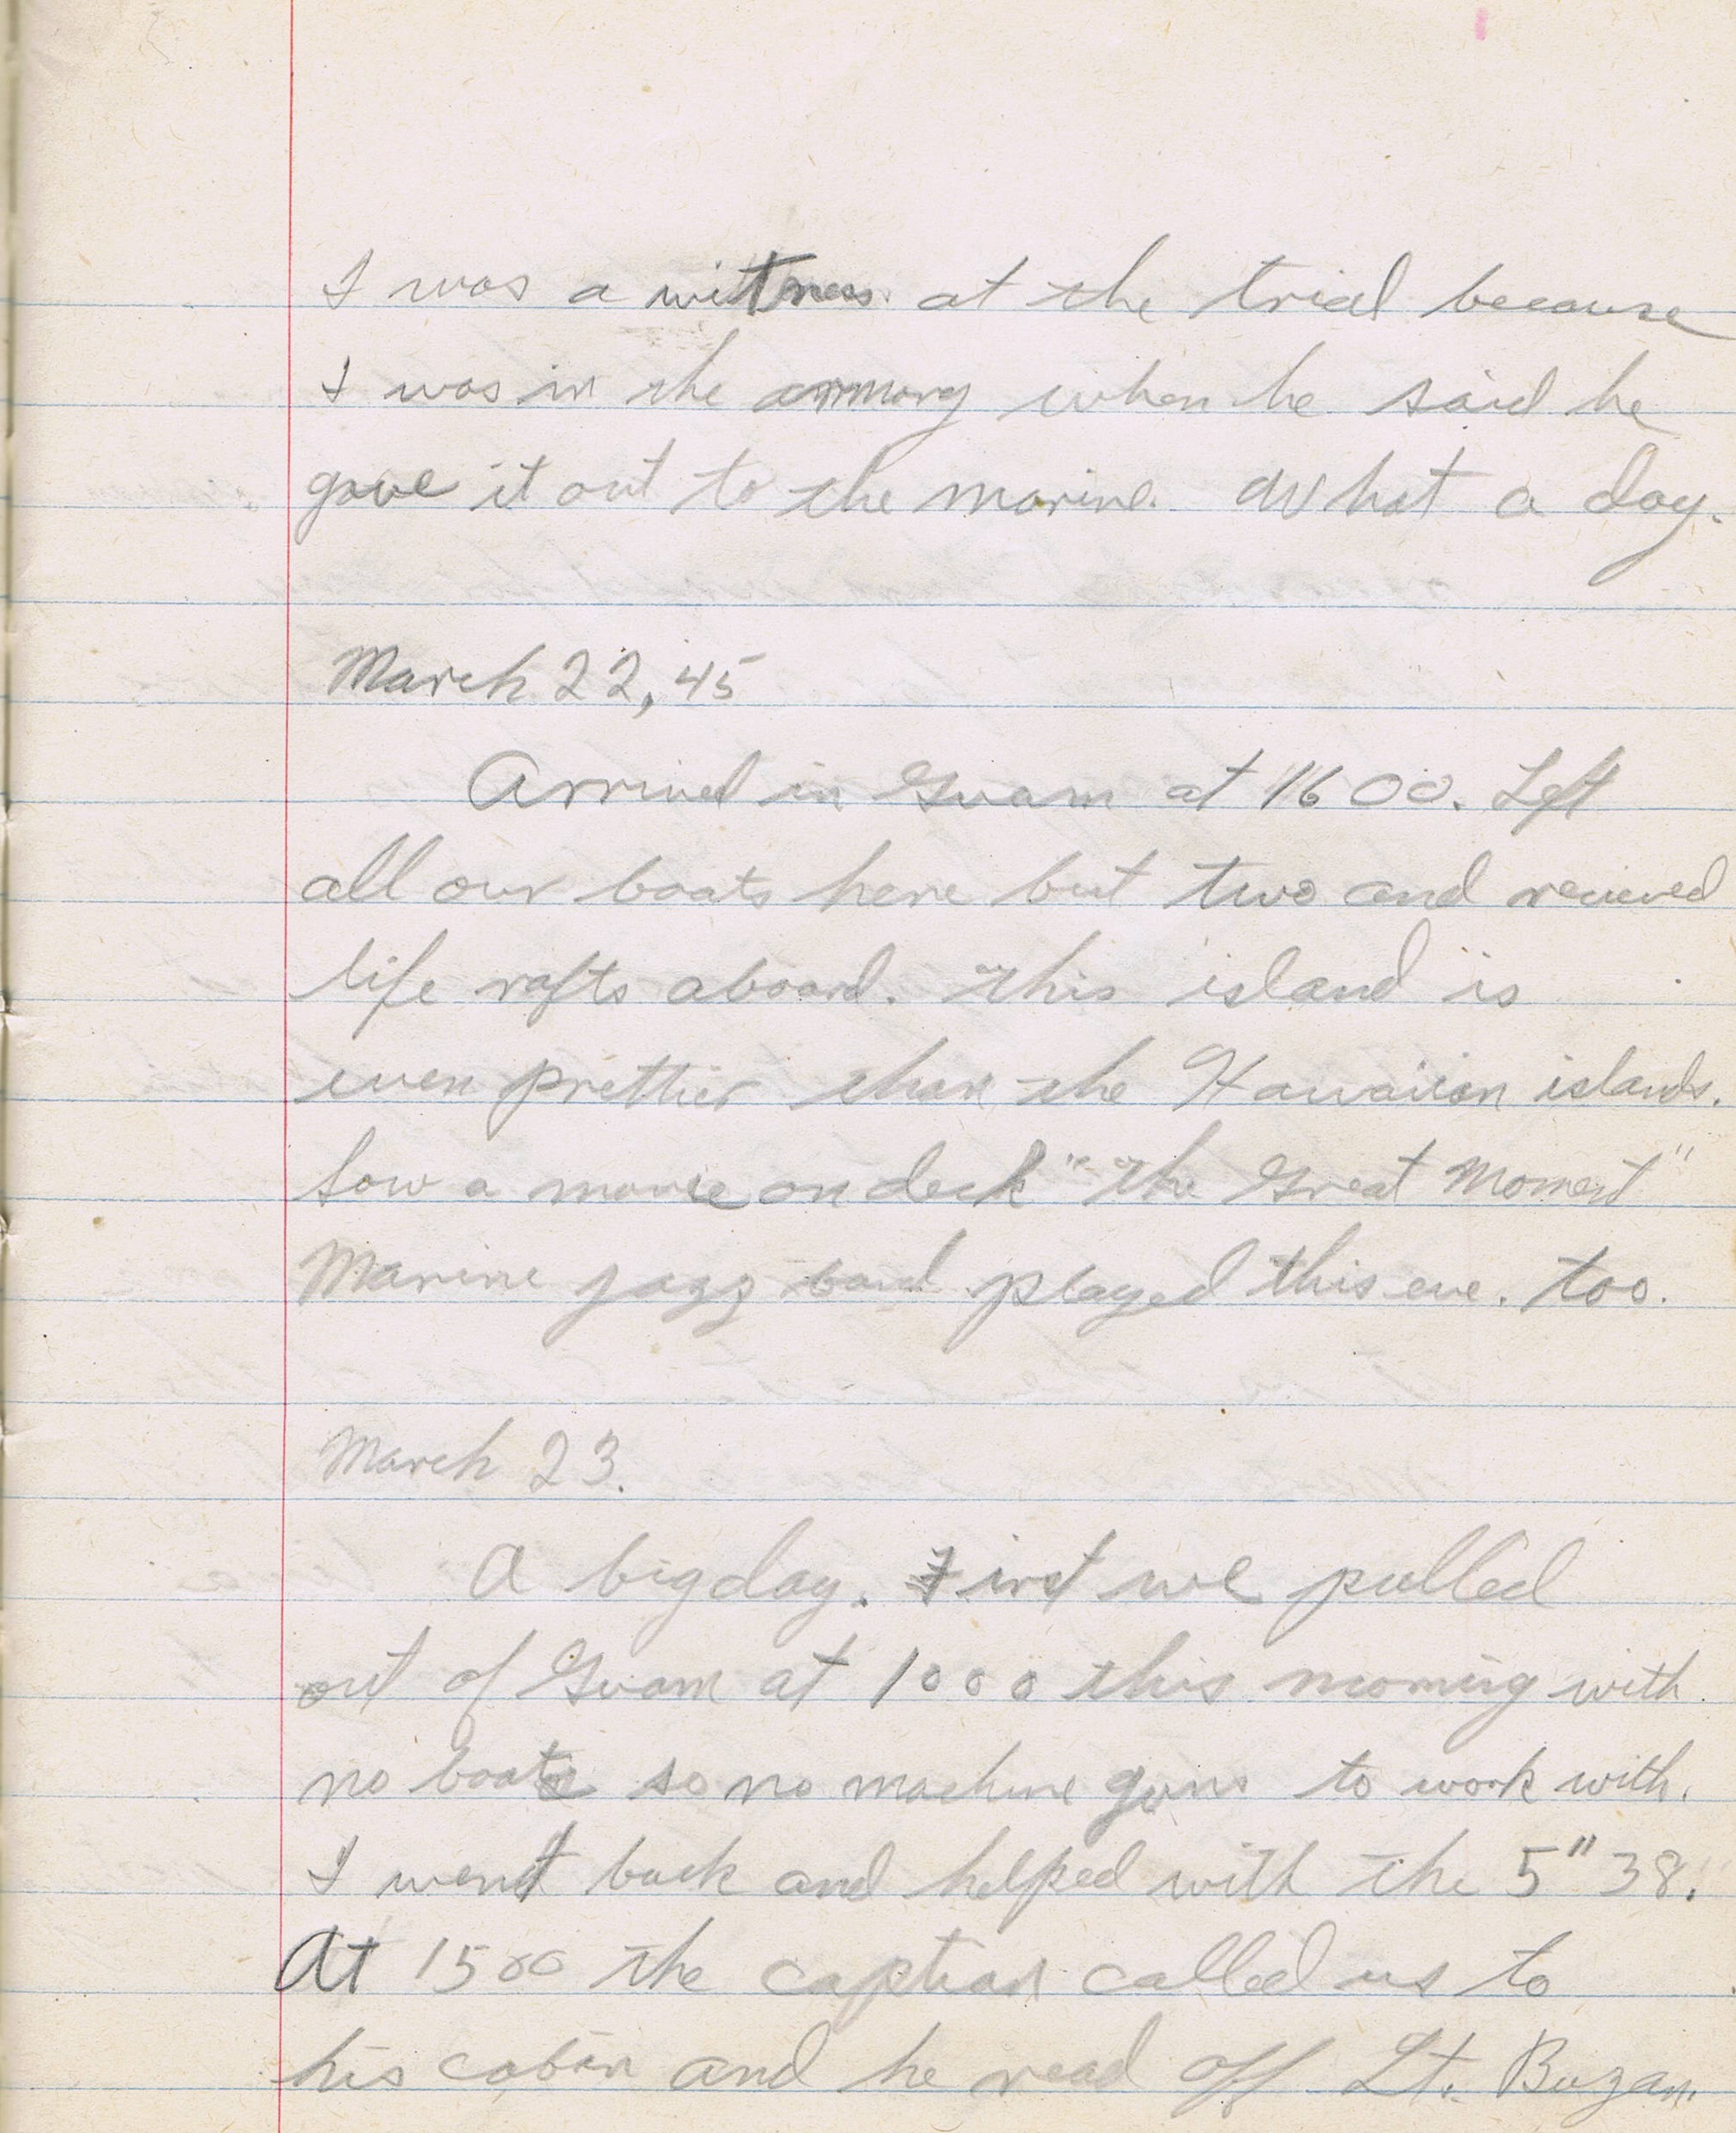 I was a witness at the trial because
I was in the armory when he said he
gave it out to the marine. What a day.
March 22, 45
Arrived in Guam at 1600. Left
all our boats here but two and recieved
life rafts aboard. This island is
even prettier than the Hawaiian islands.
Saw a movie on deck "The Great Moment"
Marine jazz band played this eve. too.
March 23.
A big day. First we pulled
out of Guam at 1000 this morning with
no boats so no machine guns to work with.
I went back and helped with the 5" 38.
At 1500 the captian called us to
his cabin and he read off Lt. Buzan.